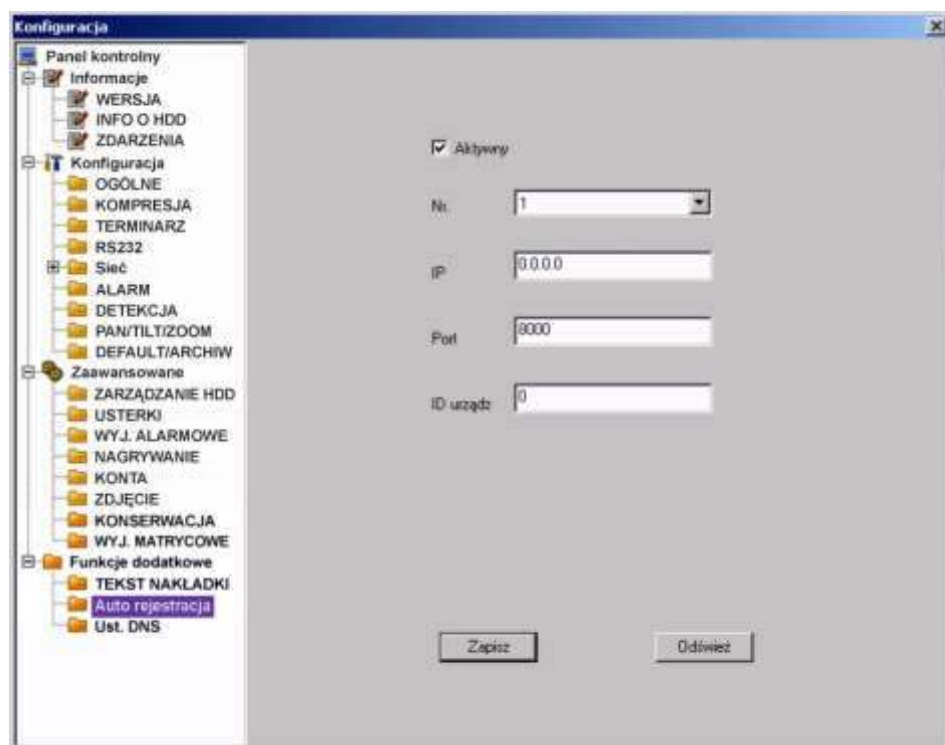 Konfiguracja
Panel kontrolny
Informacje
WERSJA
INFO O HDD
ZDARZENIA
Konfiguracja
OGÓLNE
KOMPRESJA
TERMINARZ
RS232
Sieć
ALARM
DETEKCJA
PAN/TILT/ZOOM
DEFAULT/ARCHIW
Zaawansowane
ZARZĄDZANIE HDD
USTERKI
WYJ. ALARMOWE
NAGRYWANIE
KONTA
ZDJĘCIE
KONSERWACJA
WYJ. MATRYCOWE
Funkcje dodatkowe
TEKST NAKŁADKI
Auto rejestracja
Ust. DNS
Aktywny
Nr. 1
IP 0.0.0.0
Port 8000
ID urządz 0
Zapisz Odśwież